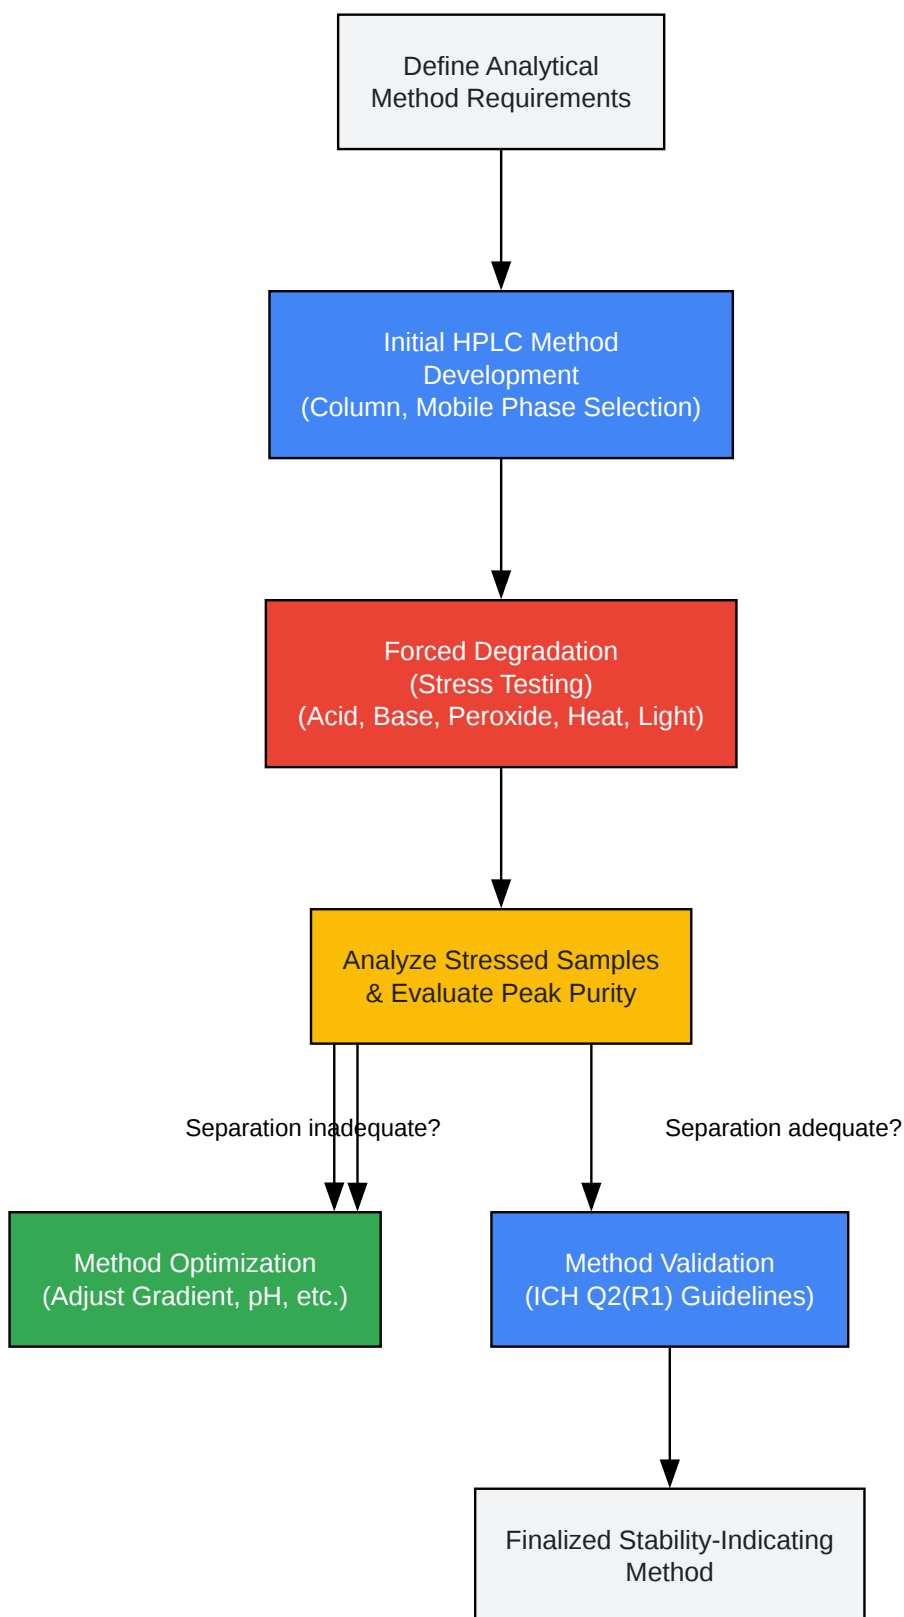 Define Analytical
Method Requirements
Initial HPLC Method
Development
(Column, Mobile Phase Selection)
Forced Degradation
(Stress Testing)
(Acid, Base, Peroxide, Heat, Light)
Analyze Stressed Samples
& Evaluate Peak Purity
Separation inadequate?
Separation adequate?
Method Optimization
(Adjust Gradient, pH, etc.)
Method Validation
(ICH Q2(R1) Guidelines)
Finalized Stability-Indicating
Method